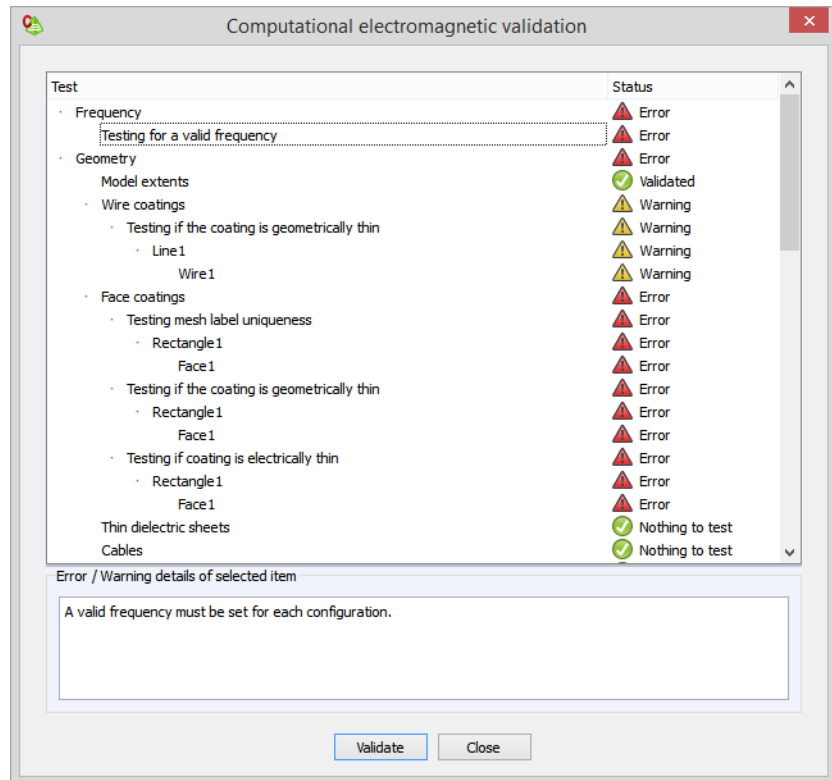 Computational electromagnetic validation
Test Status
Frequency Error
Testing for a valid frequency Error
Geometry Error
Model extents Validated
Wire coatings Warning
Testing if the coating is geometrically thin Warning
Line1 Warning
Wire1 Warning
Face coatings Error
Testing mesh label uniqueness Error
Rectangle1 Error
Face1 Error
Testing if the coating is geometrically thin Error
Rectangle1 Error
Face1 Error
Testing if coating is electrically thin Error
Rectangle1 Error
Face1 Error
Thin dielectric sheets Nothing to test
Cables Nothing to test
Error / Warning details of selected item
A valid frequency must be set for each configuration.
Validate Close